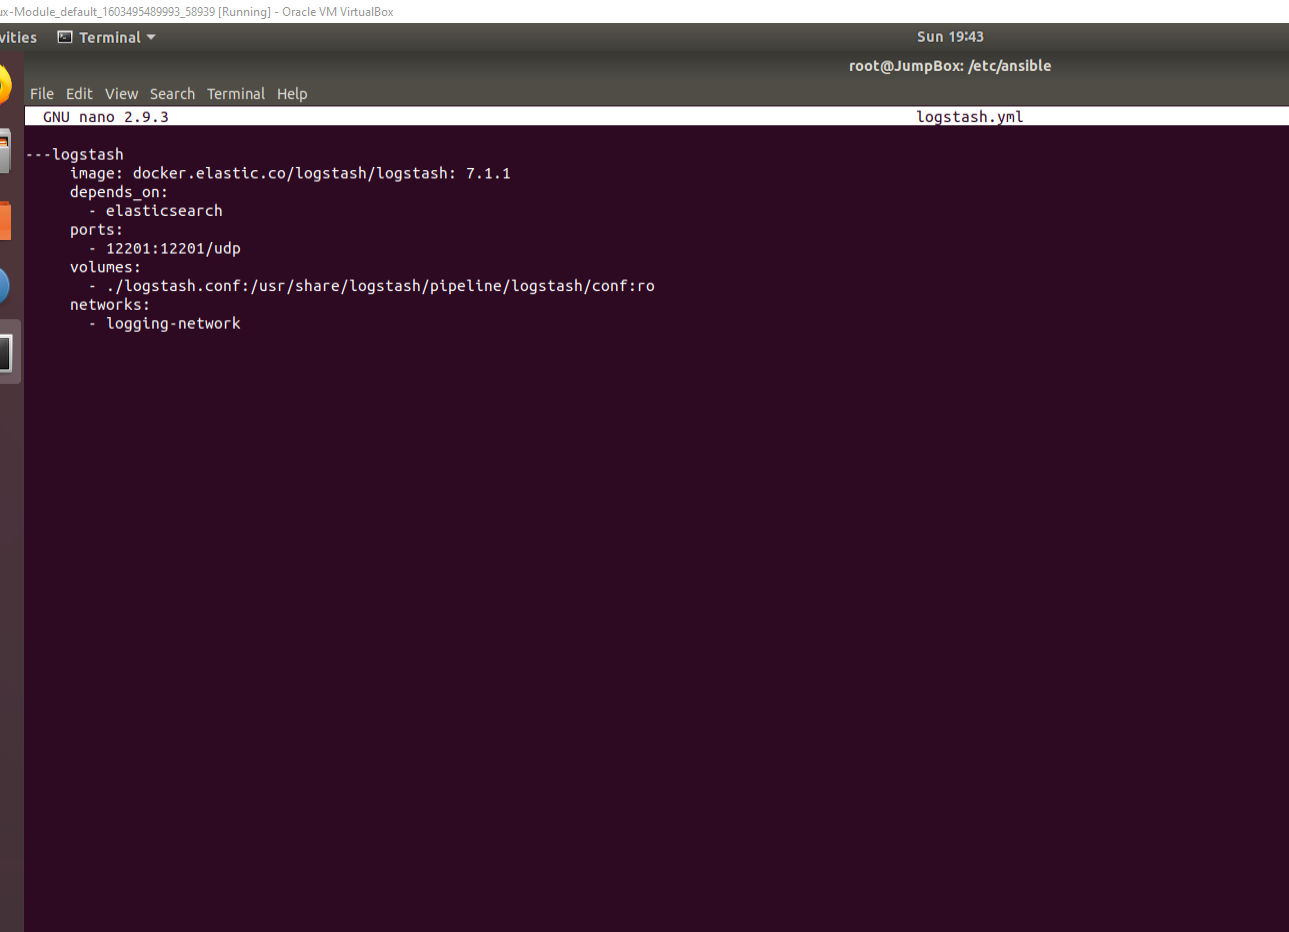 ux-Module_default_1603495489993_58939 [Running] - Oracle VM VirtualBox
vities Terminal Sun 19:43
root@JumpBox: /etc/ansible
File Edit View Search Terminal Help
GNU nano 2.9.3 logstash.yml
---logstash
     image: docker.elastic.co/logstash/logstash: 7.1.1
     depends_on:
       - elasticsearch
     ports:
       - 12201:12201/udp
     volumes:
       - ./logstash.conf:/usr/share/logstash/pipeline/logstash/conf:ro
     networks:
       - logging-network